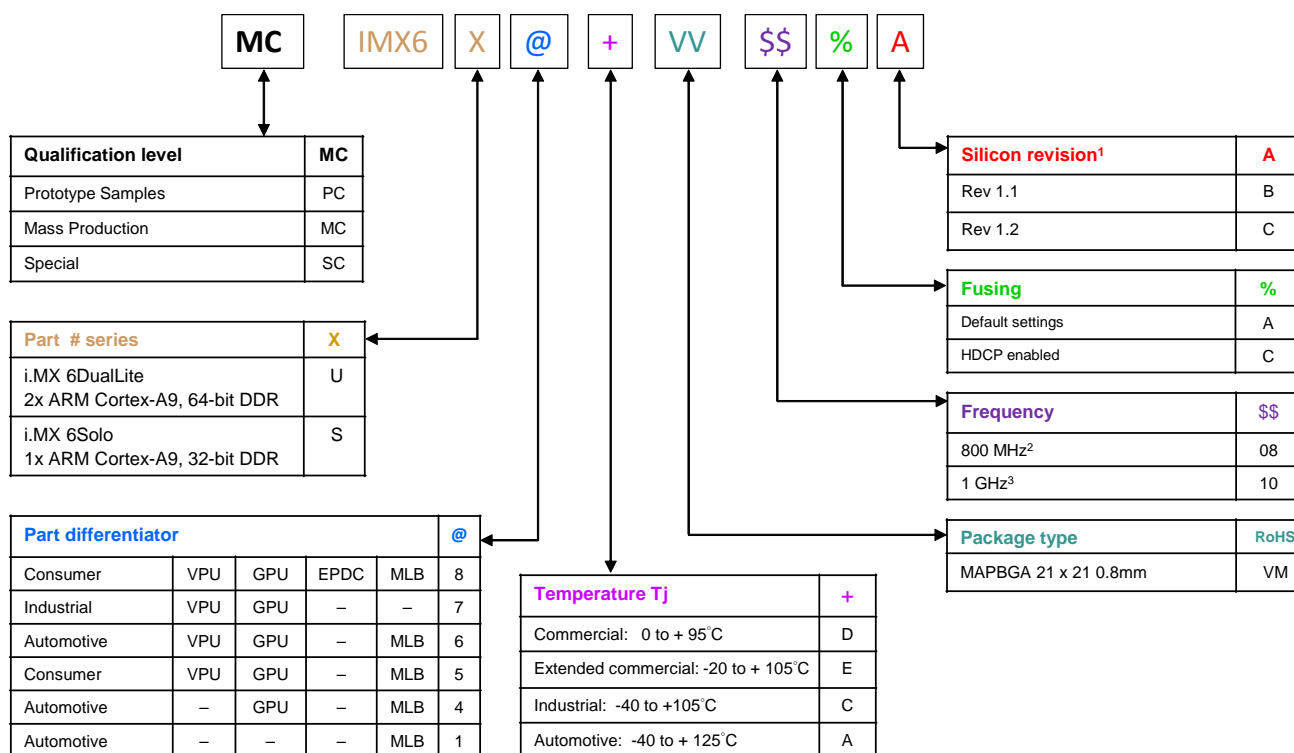 MC IMX6 X @ + VV $$ % A
Qualification level MC
Prototype Samples PC
Mass Production MC
Special SC
Part # series X
i.MX 6DualLite U
2x ARM Cortex-A9, 64-bit DDR
i.MX 6Solo S
1x ARM Cortex-A9, 32-bit DDR
Part differentiator @
Consumer VPU GPU EPDC MLB 8
Industrial VPU GPU – – 7
Automotive VPU GPU – MLB 6
Consumer VPU GPU – MLB 5
Automotive – GPU – MLB 4
Automotive – – – MLB 1
Temperature Tj +
Commercial: 0 to + 95°C D
Extended commercial: -20 to + 105°C E
Industrial: -40 to +105°C C
Automotive: -40 to + 125°C A
Silicon revision¹ A
Rev 1.1 B
Rev 1.2 C
Fusing %
Default settings A
HDCP enabled C
Frequency $$
800 MHz² 08
1 GHz³ 10
Package type RoHS
MAPBGA 21 x 21 0.8mm VM